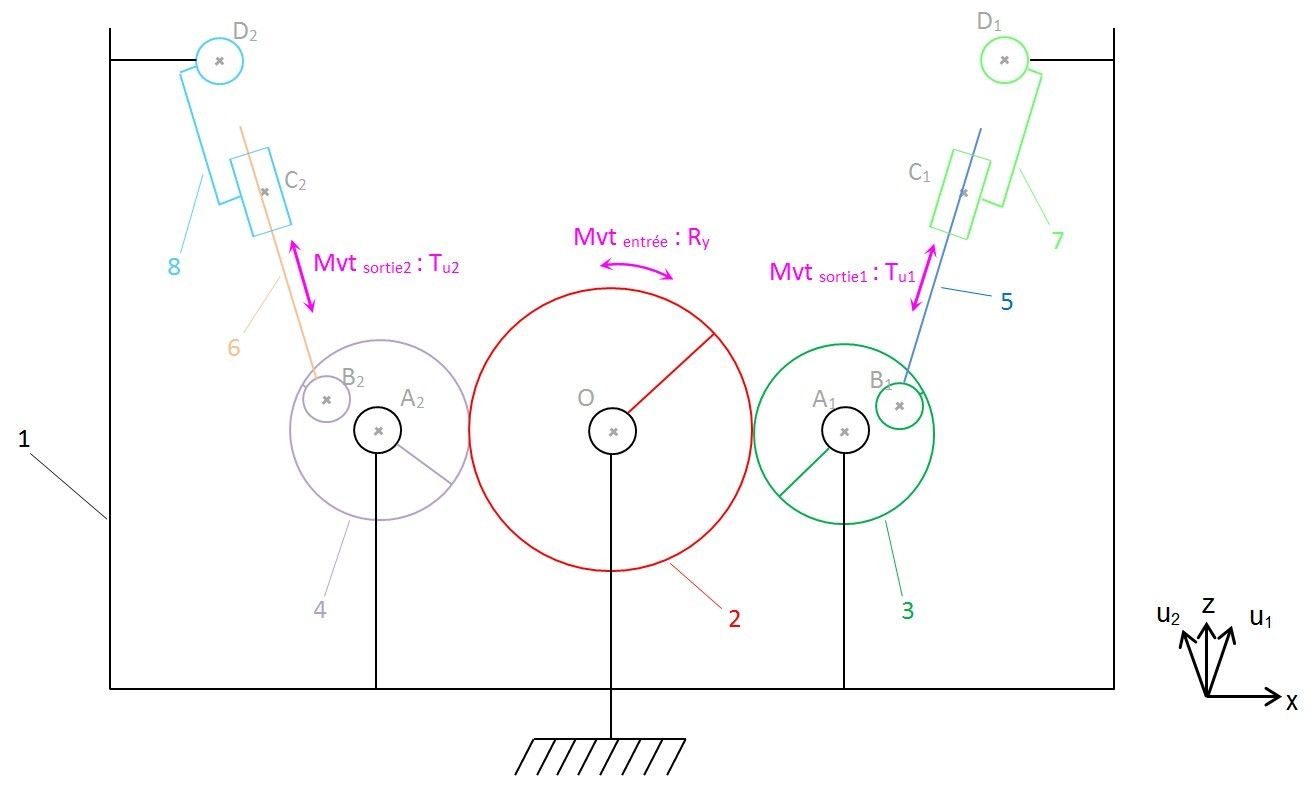 D₂
D₁
C₂
C₁
Mvt entrée : Ry
8
Mvt sortie2 : Tu2
Mvt sortie1 : Tu1
7
5
6
B₂
A₂
O
A₁
B₁
1
4
2
3
u₂
z
u₁
x